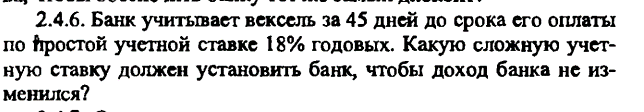 2.4.6. Банк учитывает вексель за 45 дней до срока его оплаты
по простой учетной ставке 18% годовых. Какую сложную учет-
ную ставку должен установить банк, чтобы доход банка не из-
менился?